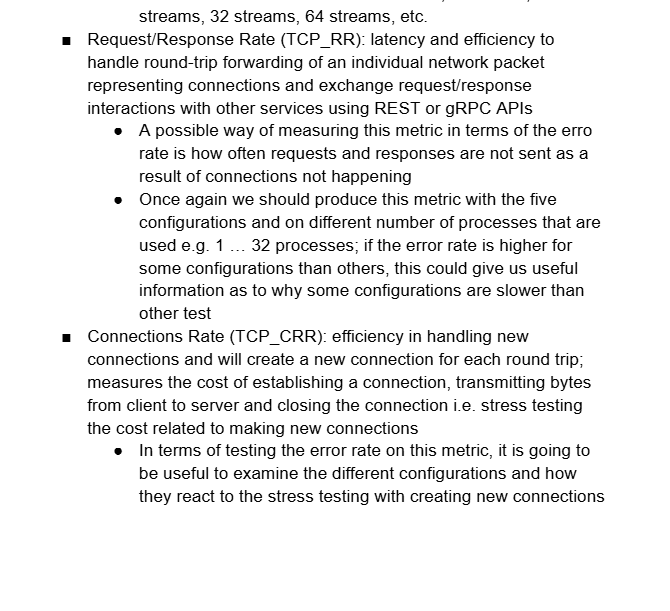 streams, 32 streams, 64 streams, etc.
■ Request/Response Rate (TCP_RR): latency and efficiency to
handle round-trip forwarding of an individual network packet
representing connections and exchange request/response
interactions with other services using REST or gRPC APIs
● A possible way of measuring this metric in terms of the erro
rate is how often requests and responses are not sent as a
result of connections not happening
● Once again we should produce this metric with the five
configurations and on different number of processes that are
used e.g. 1 … 32 processes; if the error rate is higher for
some configurations than others, this could give us useful
information as to why some configurations are slower than
other test
■ Connections Rate (TCP_CRR): efficiency in handling new
connections and will create a new connection for each round trip;
measures the cost of establishing a connection, transmitting bytes
from client to server and closing the connection i.e. stress testing
the cost related to making new connections
● In terms of testing the error rate on this metric, it is going to
be useful to examine the different configurations and how
they react to the stress testing with creating new connections